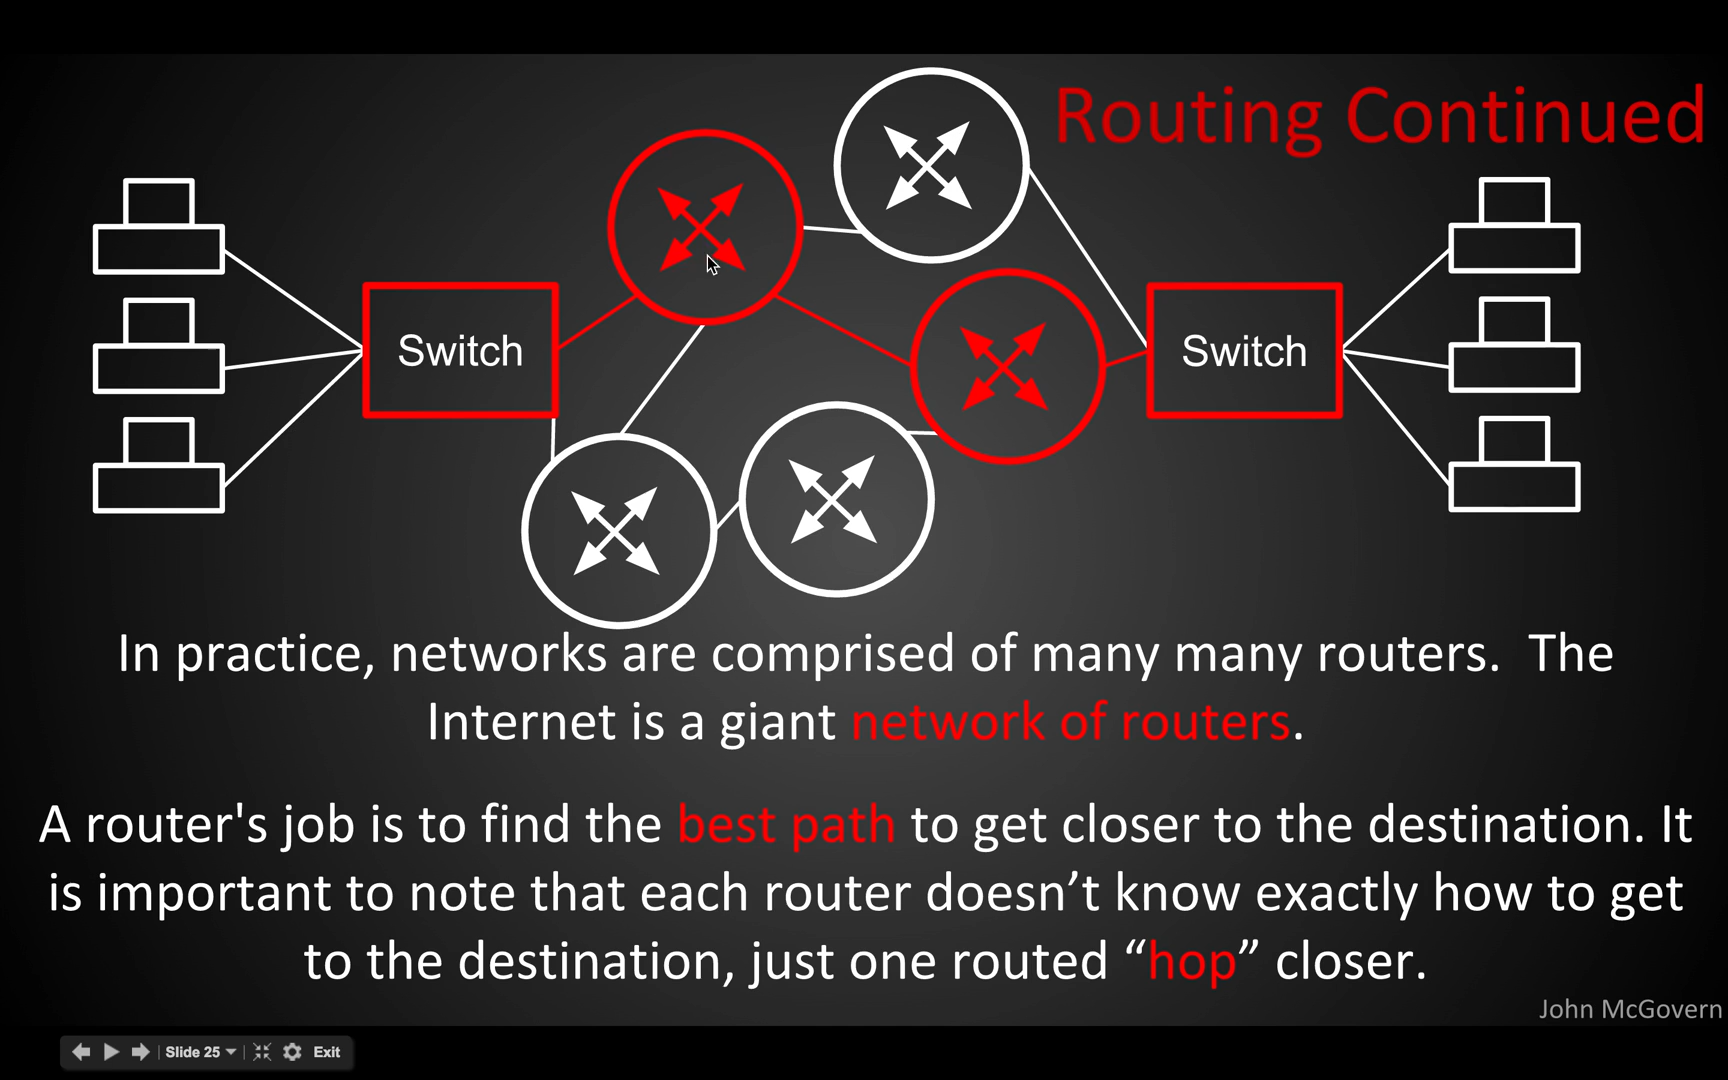 Routing Continued
Switch
Switch
In practice, networks are comprised of many many routers. The
Internet is a giant network of routers.
A router's job is to find the best path to get closer to the destination. It
is important to note that each router doesn’t know exactly how to get
to the destination, just one routed “hop” closer.
John McGovern
Slide 25
Exit